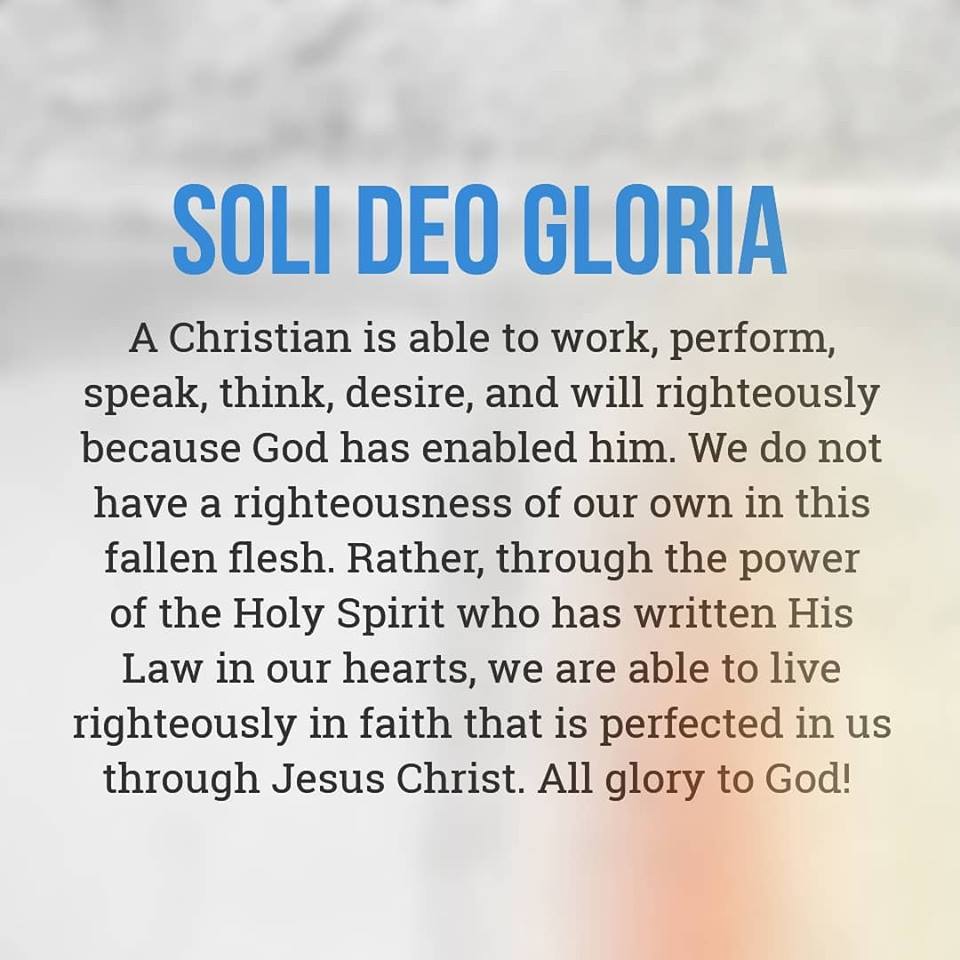 SOLI DEO GLORIA
A Christian is able to work, perform,
speak, think, desire, and will righteously
because God has enabled him. We do not
have a righteousness of our own in this
fallen flesh. Rather, through the power
of the Holy Spirit who has written His
Law in our hearts, we are able to live
righteously in faith that is perfected in us
through Jesus Christ. All glory to God!